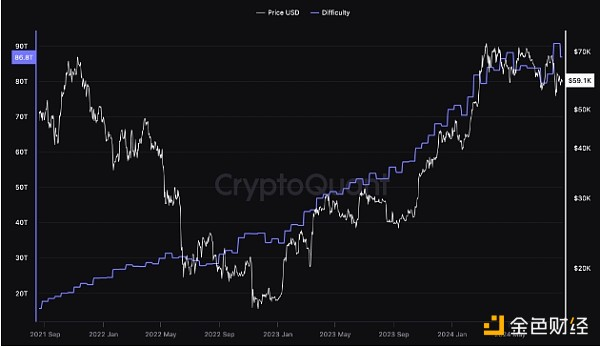 Price USD Difficulty
90T
86.8T
80T
70T
60T
50T
40T
30T
20T
$70K
$59.1K
$50K
$40K
$30K
$20K
CryptoQuant
2021 Sep 2022 Jan 2022 May 2022 Sep 2023 Jan 2023 May 2023 Sep 2024 Jan 2024 May
金色财经